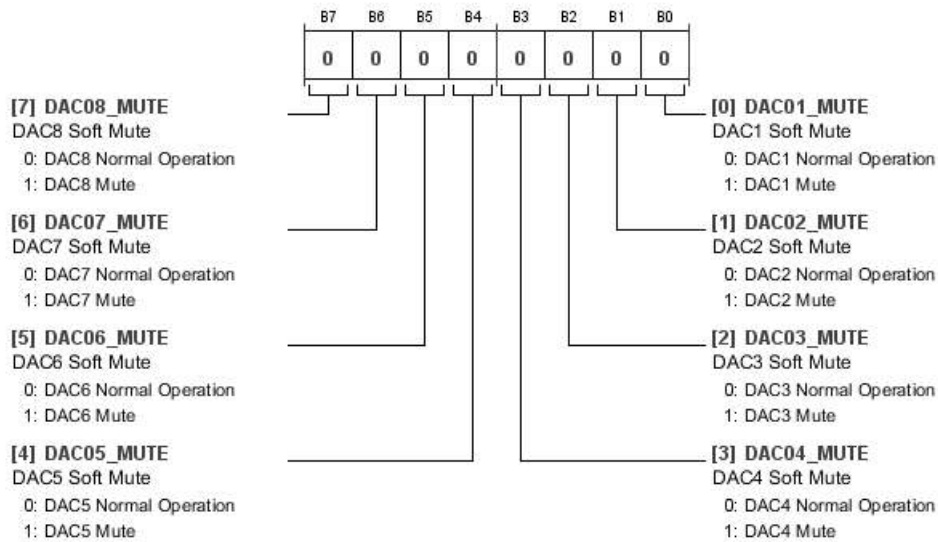 B7 B6 B5 B4 B3 B2 B1 B0
0 0 0 0 0 0 0 0
[7] DAC08_MUTE
DAC8 Soft Mute
0: DAC8 Normal Operation
1: DAC8 Mute
[6] DAC07_MUTE
DAC7 Soft Mute
0: DAC7 Normal Operation
1: DAC7 Mute
[5] DAC06_MUTE
DAC6 Soft Mute
0: DAC6 Normal Operation
1: DAC6 Mute
[4] DAC05_MUTE
DAC5 Soft Mute
0: DAC5 Normal Operation
1: DAC5 Mute
[0] DAC01_MUTE
DAC1 Soft Mute
0: DAC1 Normal Operation
1: DAC1 Mute
[1] DAC02_MUTE
DAC2 Soft Mute
0: DAC2 Normal Operation
1: DAC2 Mute
[2] DAC03_MUTE
DAC3 Soft Mute
0: DAC3 Normal Operation
1: DAC3 Mute
[3] DAC04_MUTE
DAC4 Soft Mute
0: DAC4 Normal Operation
1: DAC4 Mute